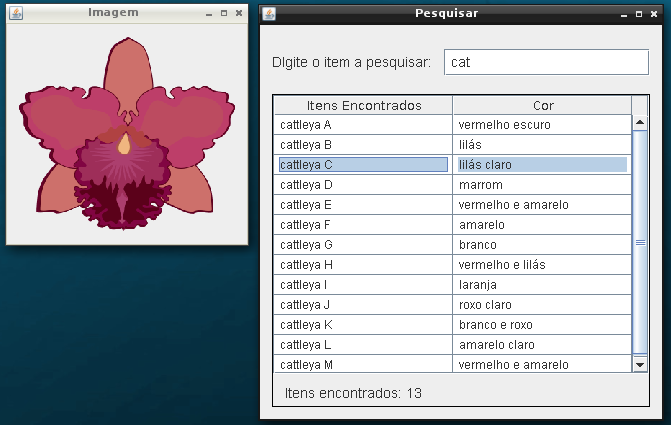 Imagem
Pesquisar
DIgite o item a pesquisar: cat
Itens Encontrados Cor
cattleya A vermelho escuro
cattleya B lilás
cattleya C lilás claro
cattleya D marrom
cattleya E vermelho e amarelo
cattleya F amarelo
cattleya G branco
cattleya H vermelho e lilás
cattleya I laranja
cattleya J roxo claro
cattleya K branco e roxo
cattleya L amarelo claro
cattleya M vermelho e amarelo
Itens encontrados: 13